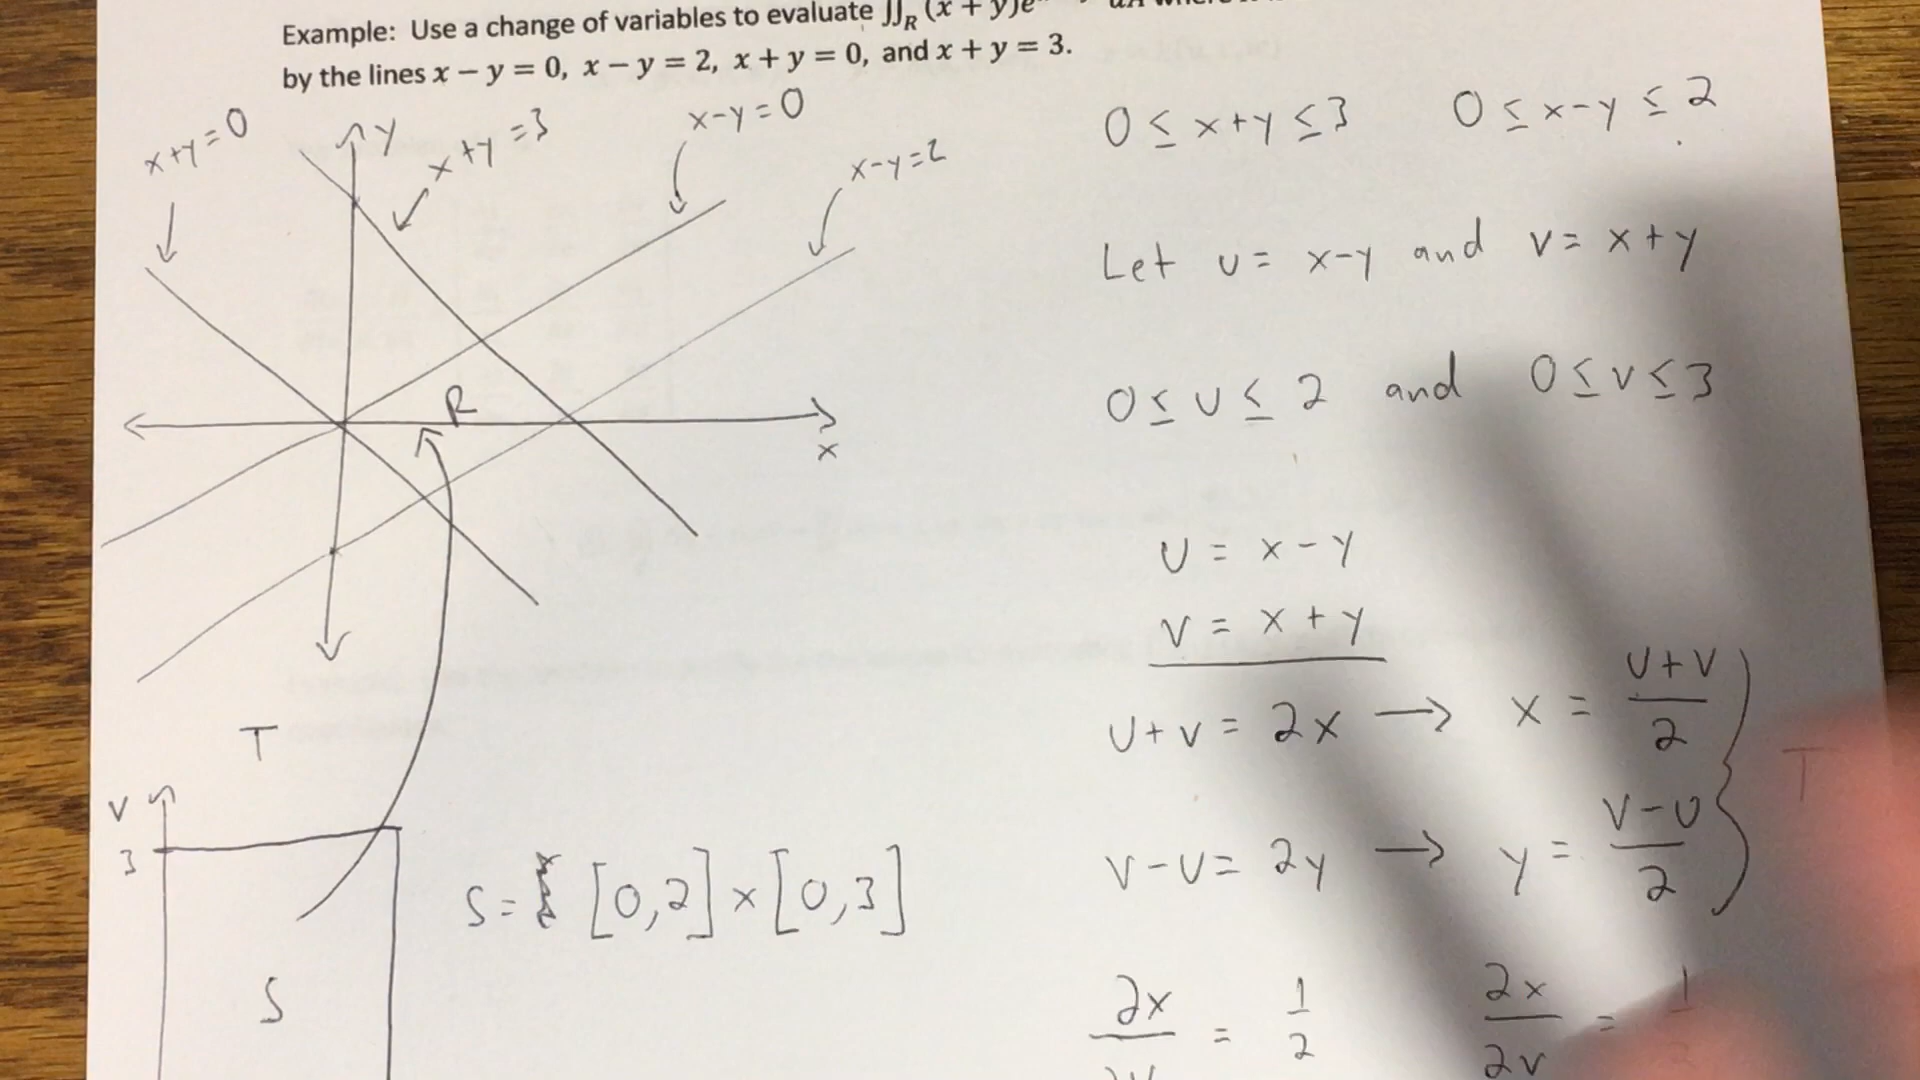 Example: Use a change of variables to evaluate ∬R (x + y)e
by the lines x − y = 0, x − y = 2, x + y = 0, and x + y = 3.
x+y=0
y
x+y=3
x-y=0
x-y=2
R
x
T
v
3
S
S= [0,2] x [0,3]
0 ≤ x+y ≤ 3 0 ≤ x-y ≤ 2
Let u = x-y and v = x+y
0 ≤ u ≤ 2 and 0 ≤ v ≤ 3
u = x - y
v = x + y
u+v = 2x → x = (u+v)/2
v-u = 2y → y = (v-u)/2
T
∂x = 1/2 ∂x/∂v =